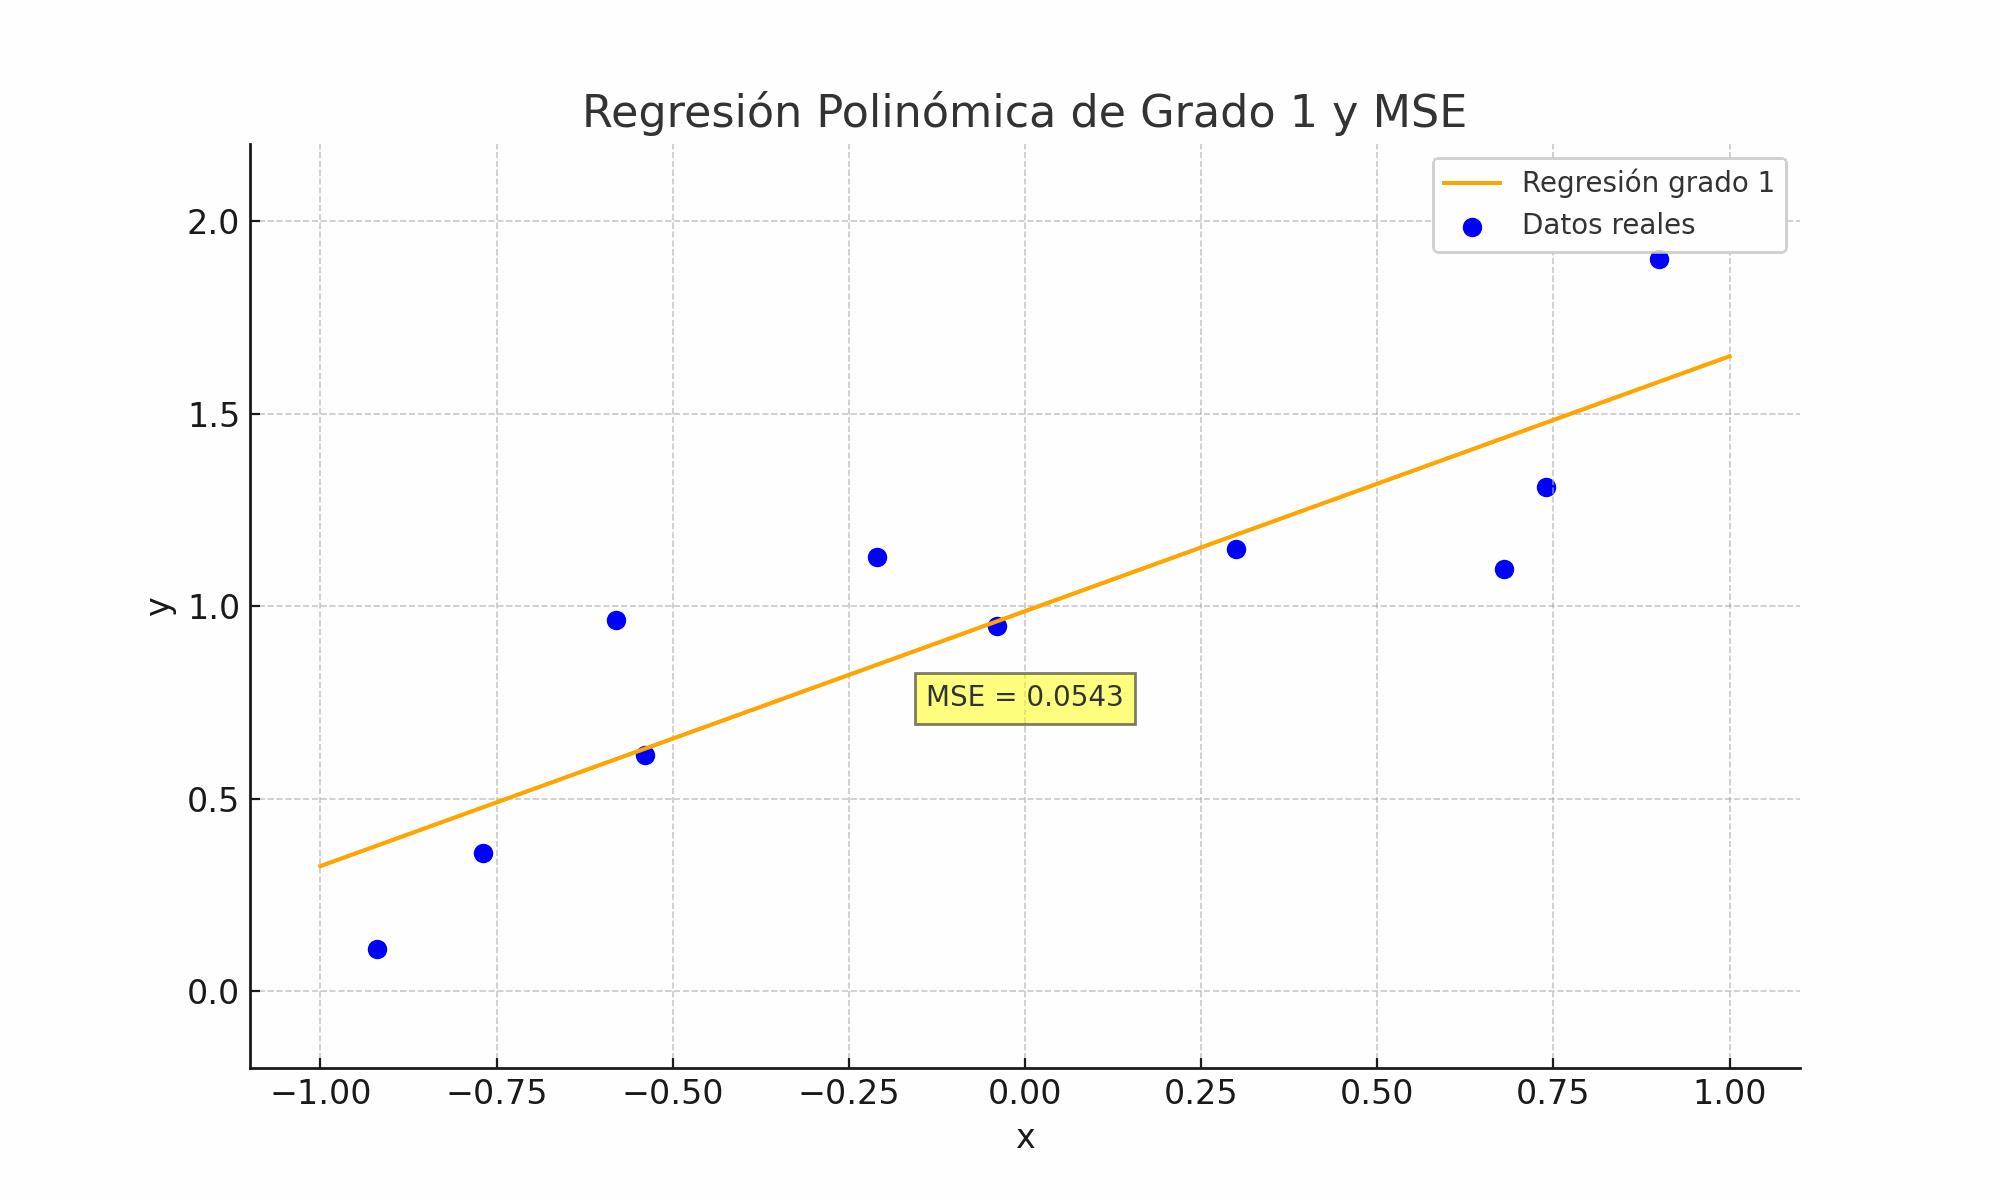 Regresión Polinómica de Grado 1 y MSE
Regresión grado 1
Datos reales
2.0
1.5
1.0
0.5
0.0
y
MSE = 0.0543
−1.00 −0.75 −0.50 −0.25 0.00 0.25 0.50 0.75 1.00
x